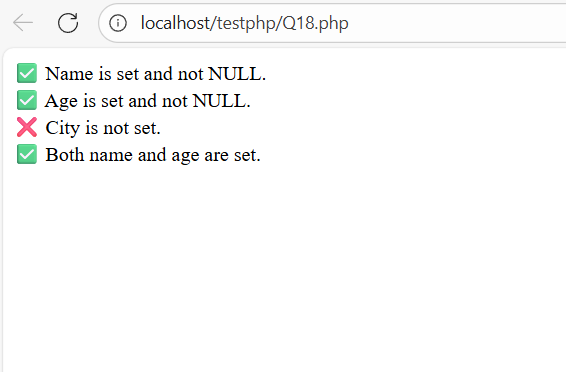 localhost/testphp/Q18.php
✅ Name is set and not NULL.
✅ Age is set and not NULL.
❌ City is not set.
✅ Both name and age are set.